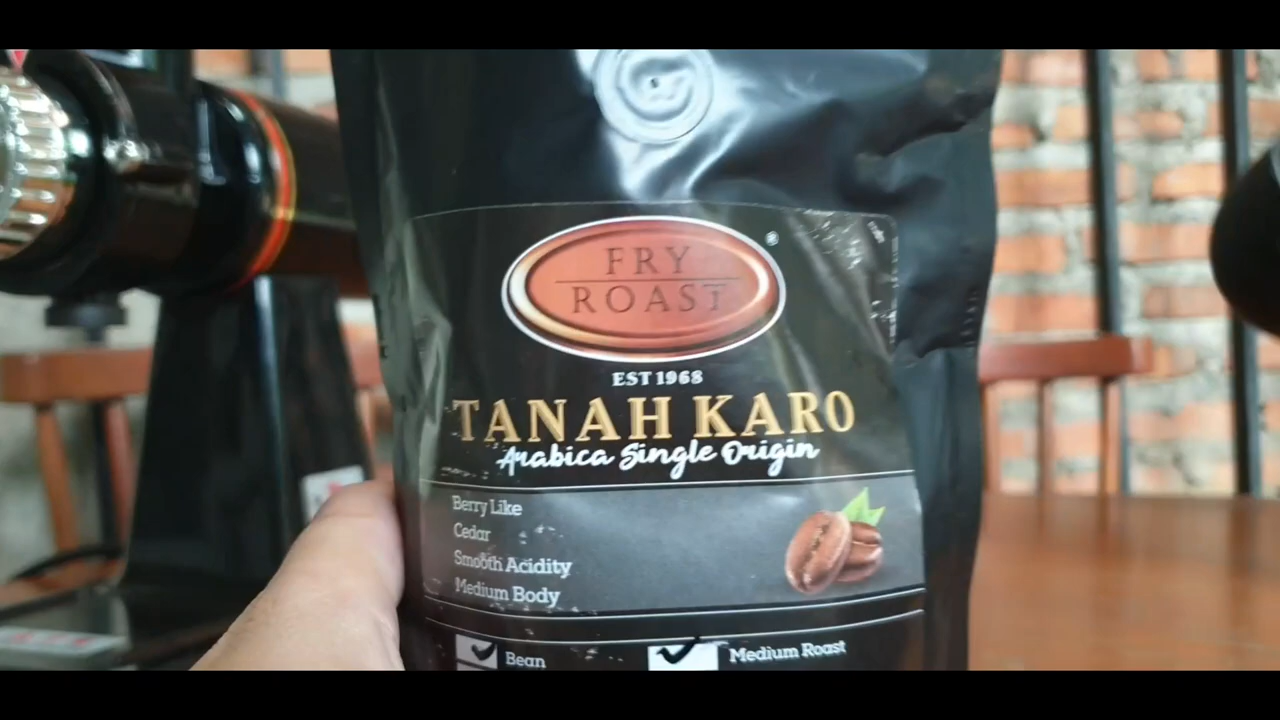 FRY
ROAST
®
EST 1968
TANAH KARO
Arabica Single Origin
Berry Like
Cedar
Smooth Acidity
Medium Body
Bean
Medium Roast